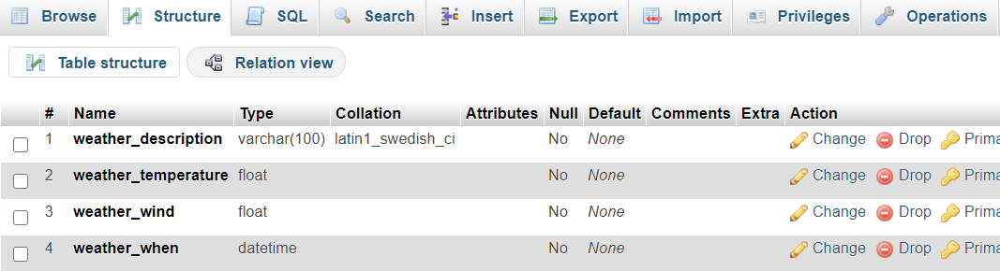 Browse Structure SQL Search Insert Export Import Privileges Operations
Table structure Relation view
# Name Type Collation Attributes Null Default Comments Extra Action
1 weather_description varchar(100) latin1_swedish_ci No None Change Drop Prima
2 weather_temperature float No None Change Drop Prima
3 weather_wind float No None Change Drop Prima
4 weather_when datetime No None Change Drop Prima